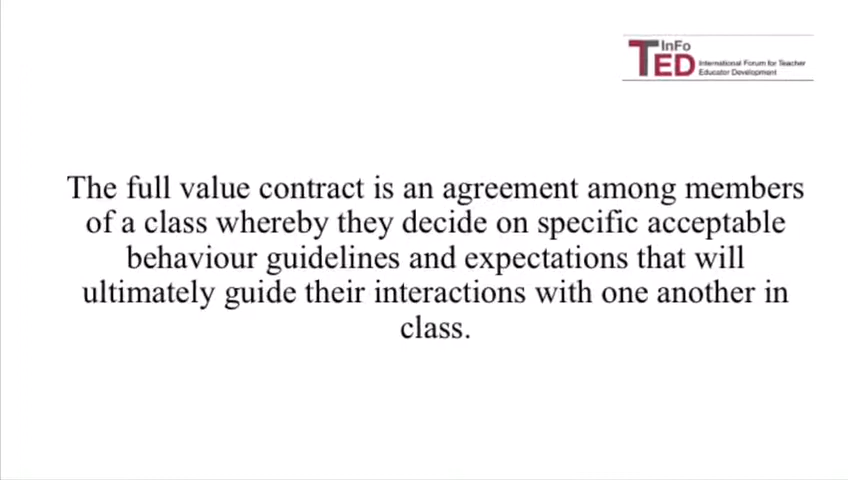 InFo
TED
International Forum for Teacher
Educator Development
The full value contract is an agreement among members
of a class whereby they decide on specific acceptable
behaviour guidelines and expectations that will
ultimately guide their interactions with one another in
class.